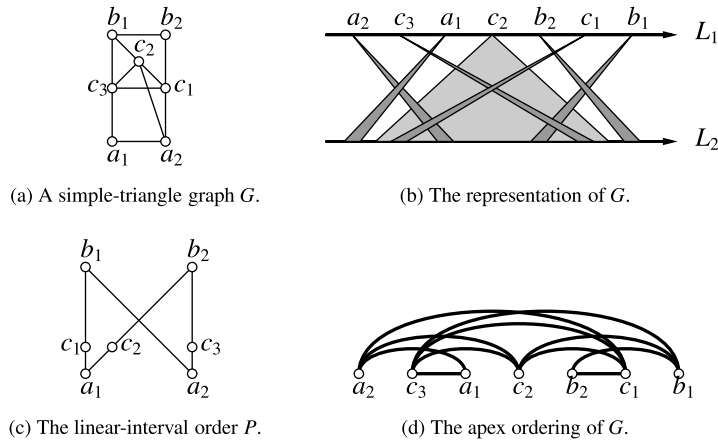 b₁ b₂
c₂
c₃ c₁
a₁ a₂
(a) A simple-triangle graph G.
a₂ c₃ a₁ c₂ b₂ c₁ b₁ L₁
L₂
(b) The representation of G.
b₁ b₂
c₁ c₂ c₃
a₁ a₂
(c) The linear-interval order P.
a₂ c₃ a₁ c₂ b₂ c₁ b₁
(d) The apex ordering of G.